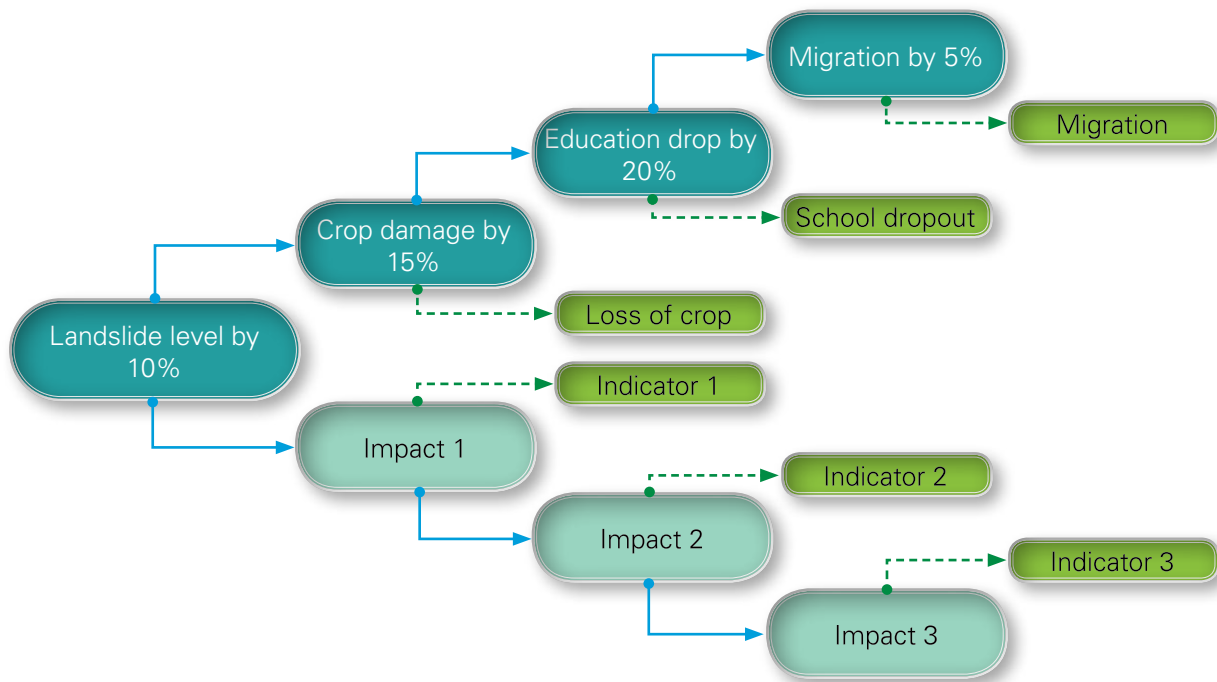 Migration by 5%
Migration
Education drop by
20%
School dropout
Crop damage by
15%
Loss of crop
Landslide level by
10%
Indicator 1
Impact 1
Indicator 2
Impact 2
Indicator 3
Impact 3